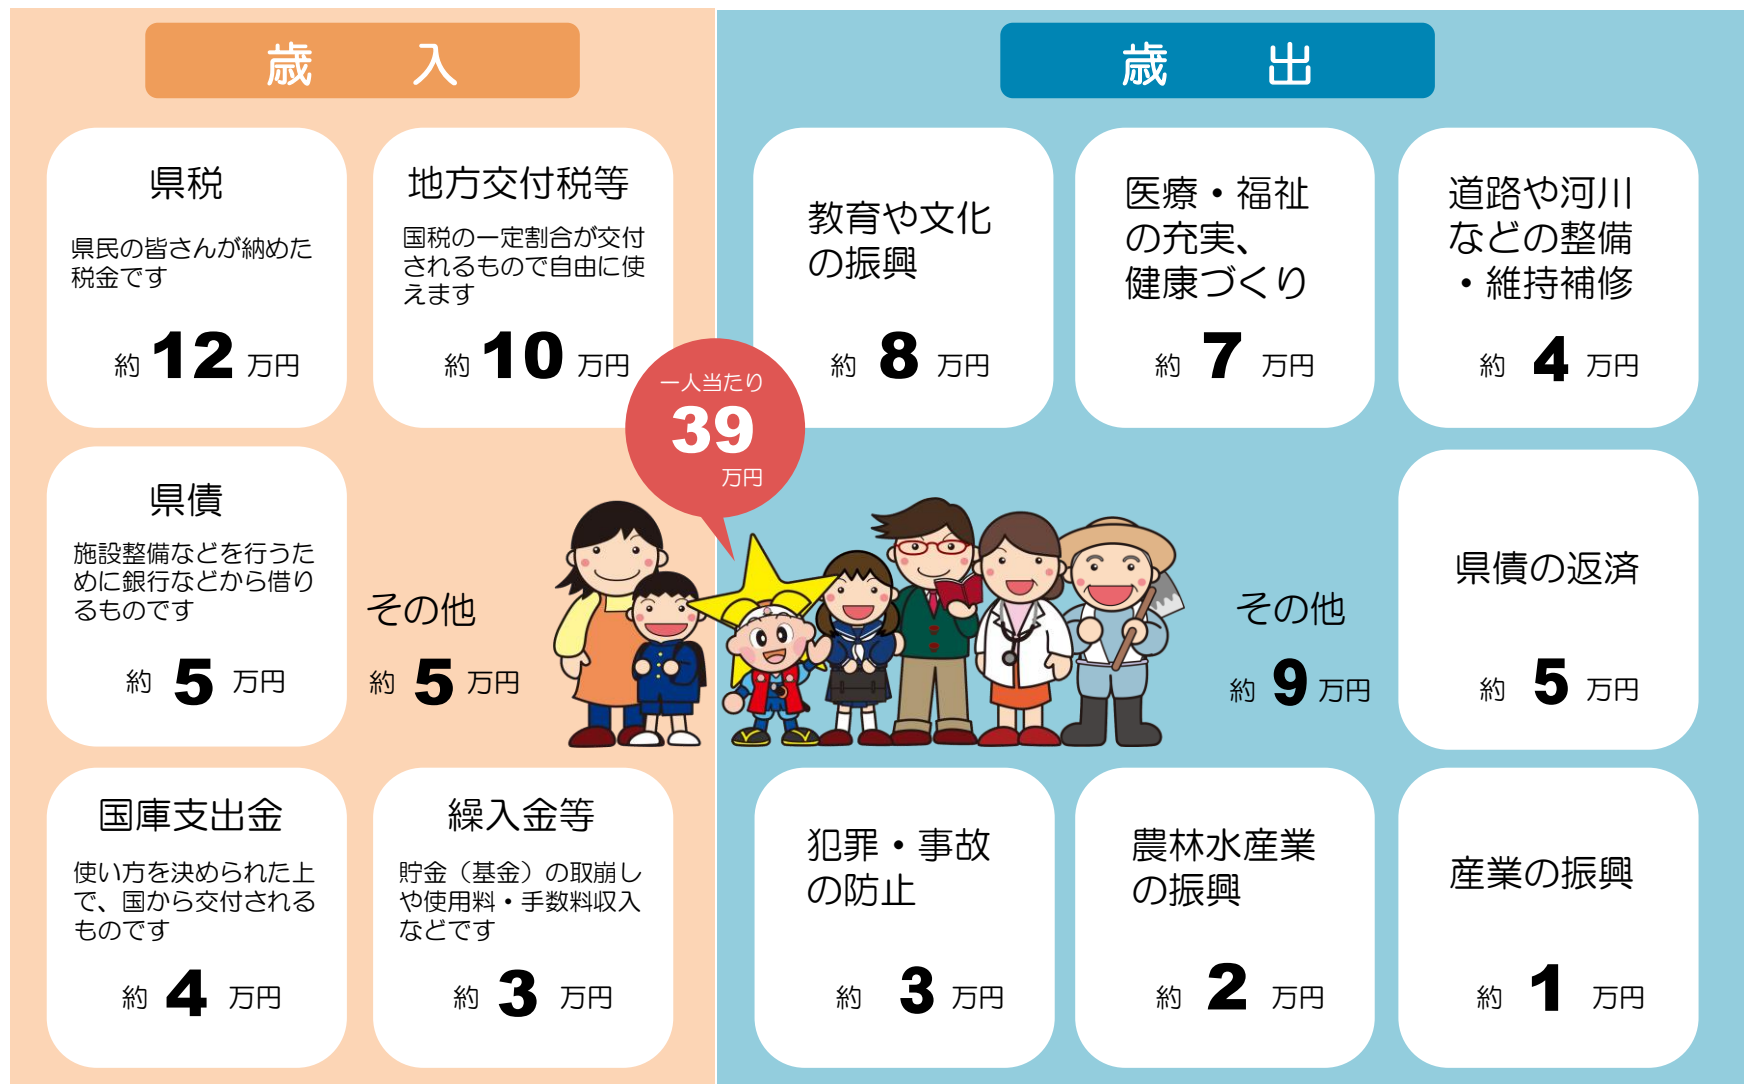 歳　入
県税
県民の皆さんが納めた
税金です
約 12 万円
地方交付税等
国税の一定割合が交付
されるもので自由に使
えます
約 10 万円
県債
施設整備などを行うた
めに銀行などから借り
るものです
約 5 万円
その他
約 5 万円
国庫支出金
使い方を決められた上
で、国から交付される
ものです
約 4 万円
繰入金等
貯金（基金）の取崩し
や使用料・手数料収入
などです
約 3 万円
一人当たり
39
万円
歳　出
教育や文化
の振興
約 8 万円
医療・福祉
の充実、
健康づくり
約 7 万円
道路や河川
などの整備
・維持補修
約 4 万円
その他
約 9 万円
県債の返済
約 5 万円
犯罪・事故
の防止
約 3 万円
農林水産業
の振興
約 2 万円
産業の振興
約 1 万円